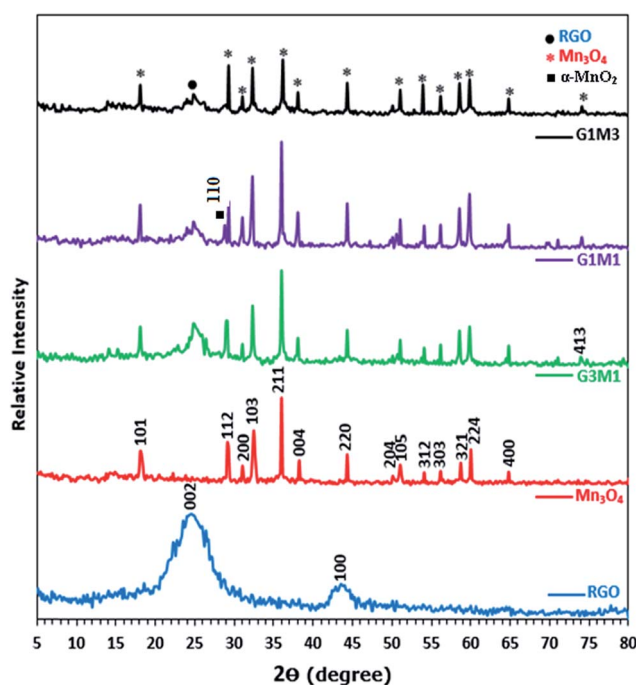 ● RGO
* Mn₃O₄
■ α-MnO₂
* * * * * * * * * * * * * *
●
G1M3
110
■
G1M1
413
G3M1
101 112 200 103 211 004 220 204 105 312 303 321 224 400
Mn₃O₄
002 100
RGO
Relative Intensity
5 10 15 20 25 30 35 40 45 50 55 60 65 70 75 80
2Θ (degree)